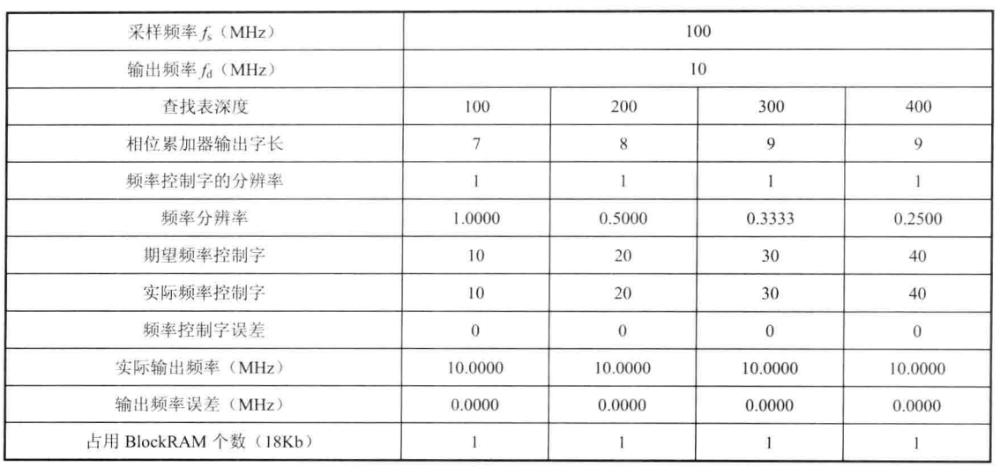 采样频率 fs（MHz） 100
输出频率 fd（MHz） 10
查找表深度 100 200 300 400
相位累加器输出字长 7 8 9 9
频率控制字的分辨率 1 1 1 1
频率分辨率 1.0000 0.5000 0.3333 0.2500
期望频率控制字 10 20 30 40
实际频率控制字 10 20 30 40
频率控制字误差 0 0 0 0
实际输出频率（MHz） 10.0000 10.0000 10.0000 10.0000
输出频率误差（MHz） 0.0000 0.0000 0.0000 0.0000
占用 BlockRAM 个数（18Kb） 1 1 1 1